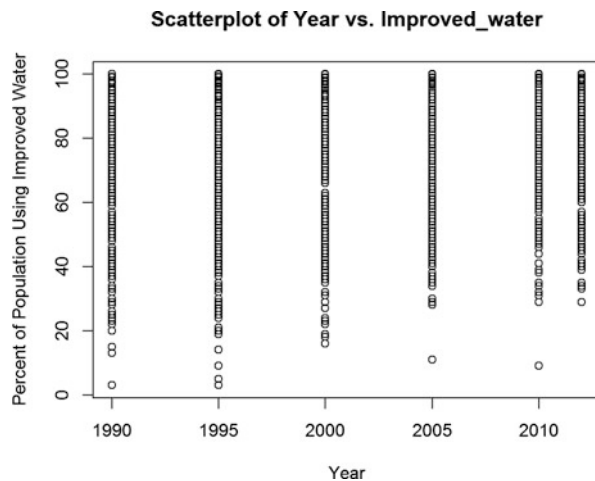 Scatterplot of Year vs. Improved_water
Percent of Population Using Improved Water
100
80
60
40
20
0
1990 1995 2000 2005 2010
Year